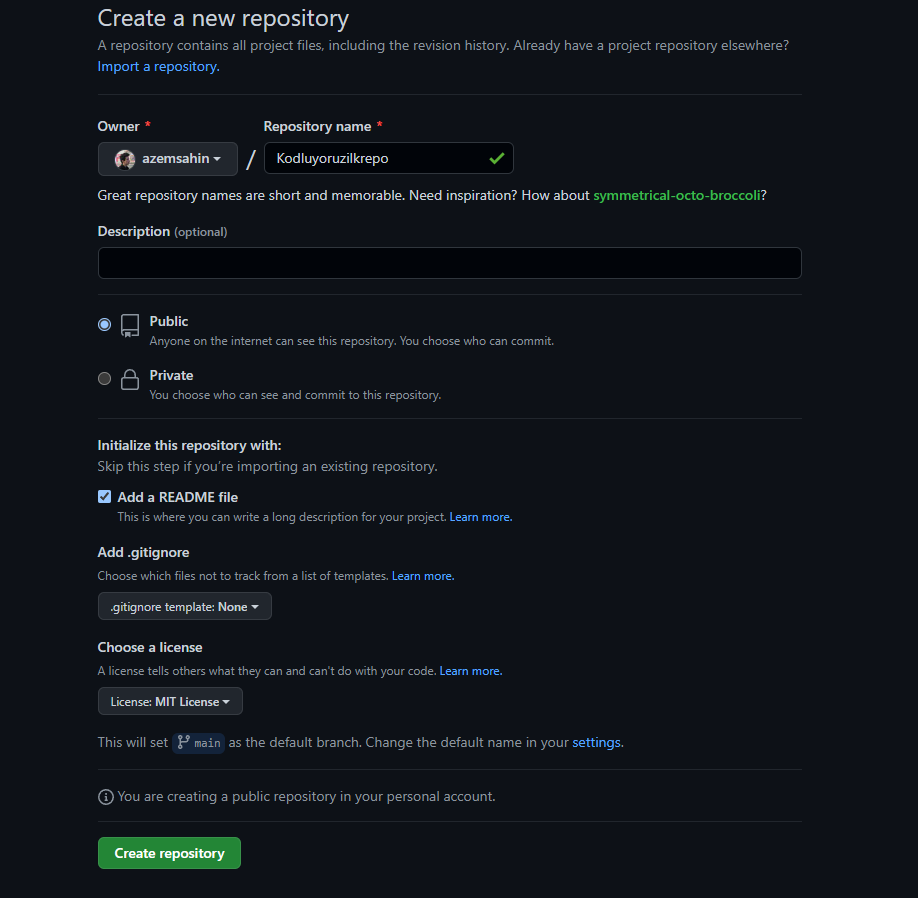 Create a new repository
A repository contains all project files, including the revision history. Already have a project repository elsewhere?
Import a repository.
Owner * Repository name *
azemsahin / Kodluyoruzilkrepo
Great repository names are short and memorable. Need inspiration? How about symmetrical-octo-broccoli?
Description (optional)
Public
Anyone on the internet can see this repository. You choose who can commit.
Private
You choose who can see and commit to this repository.
Initialize this repository with:
Skip this step if you're importing an existing repository.
Add a README file
This is where you can write a long description for your project. Learn more.
Add .gitignore
Choose which files not to track from a list of templates. Learn more.
.gitignore template: None
Choose a license
A license tells others what they can and can't do with your code. Learn more.
License: MIT License
This will set main as the default branch. Change the default name in your settings.
You are creating a public repository in your personal account.
Create repository